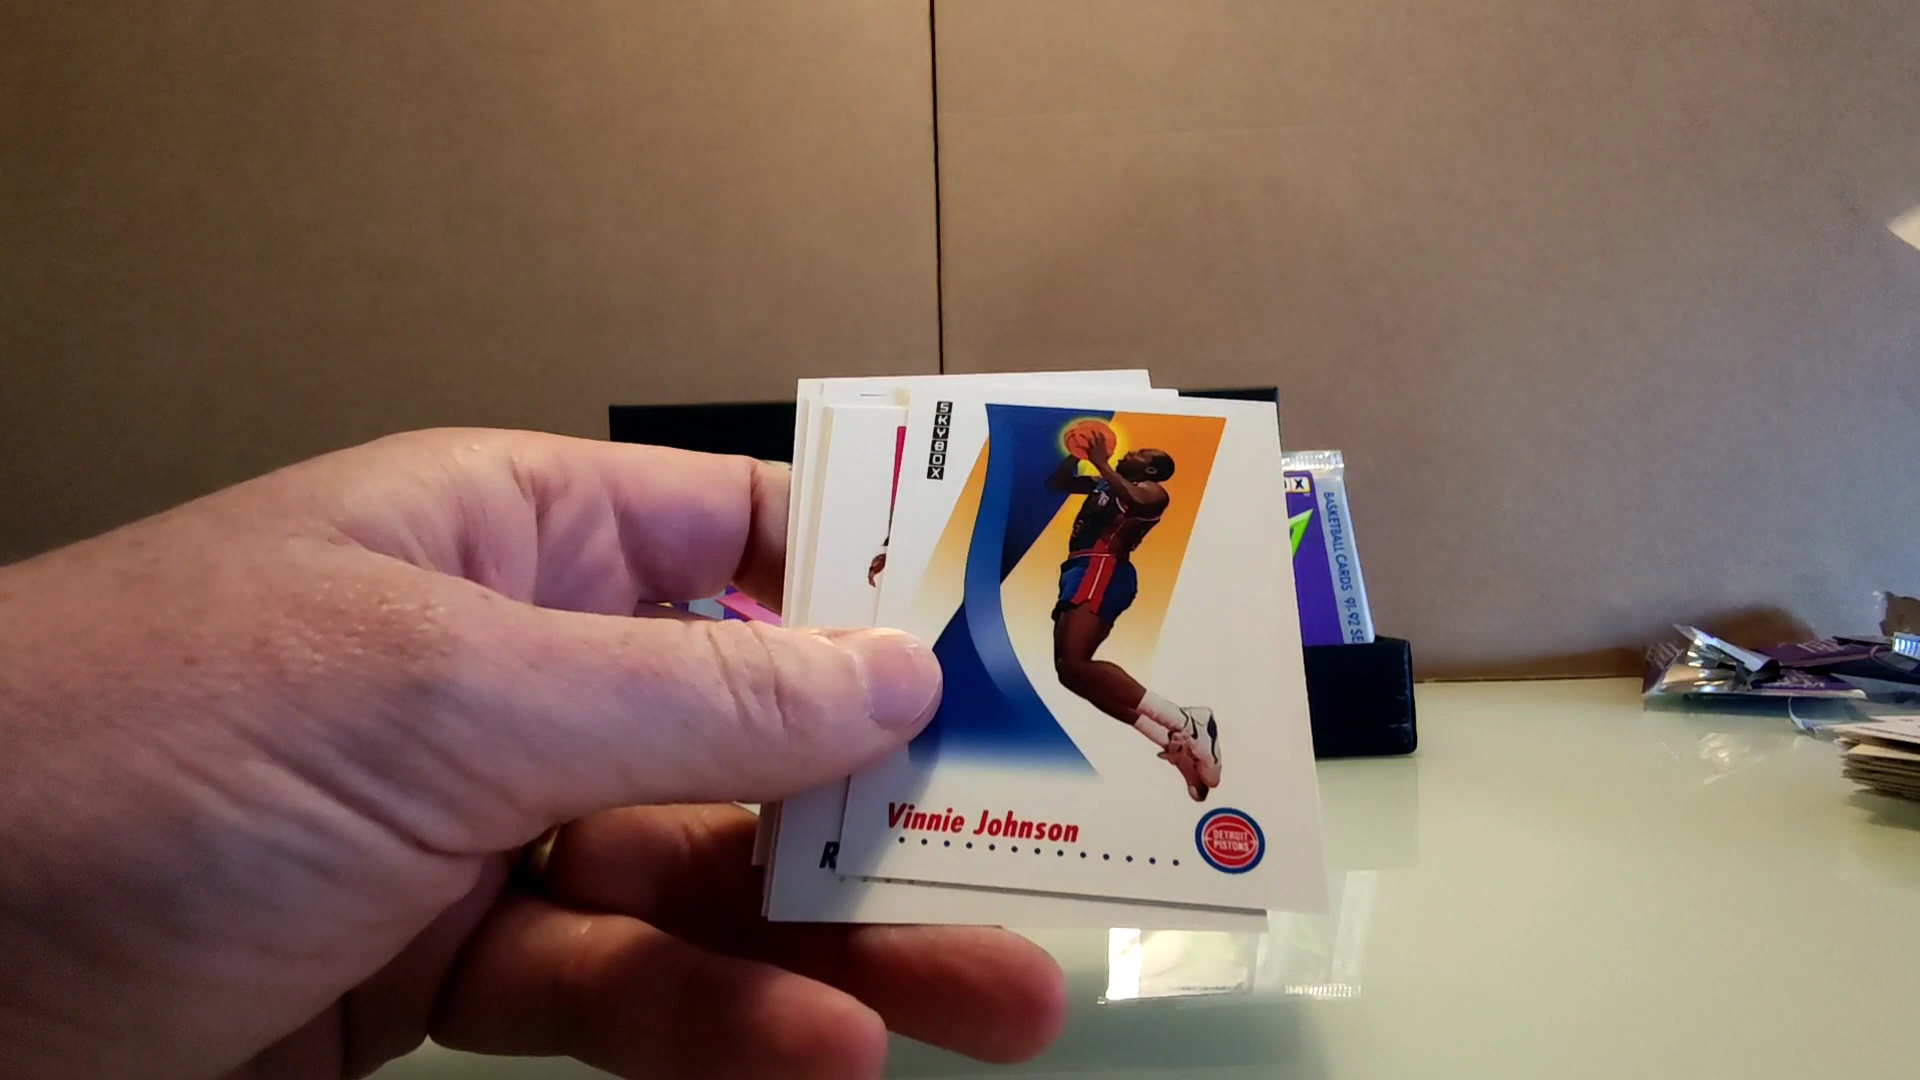 SKYBOX
Vinnie Johnson
DETROIT
PISTONS
R
X
BASKETBALL CARDS 91-92 SE